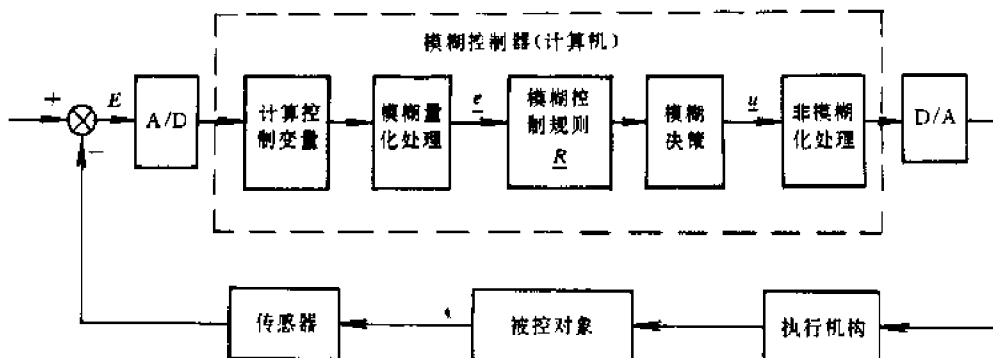 模糊控制器(计算机)
+
E
A/D
计算控
制变量
模糊量
化处理
e
模糊控
制规则
R
模糊
决策
u
非模糊
化处理
D/A
−
传感器
被控对象
执行机构